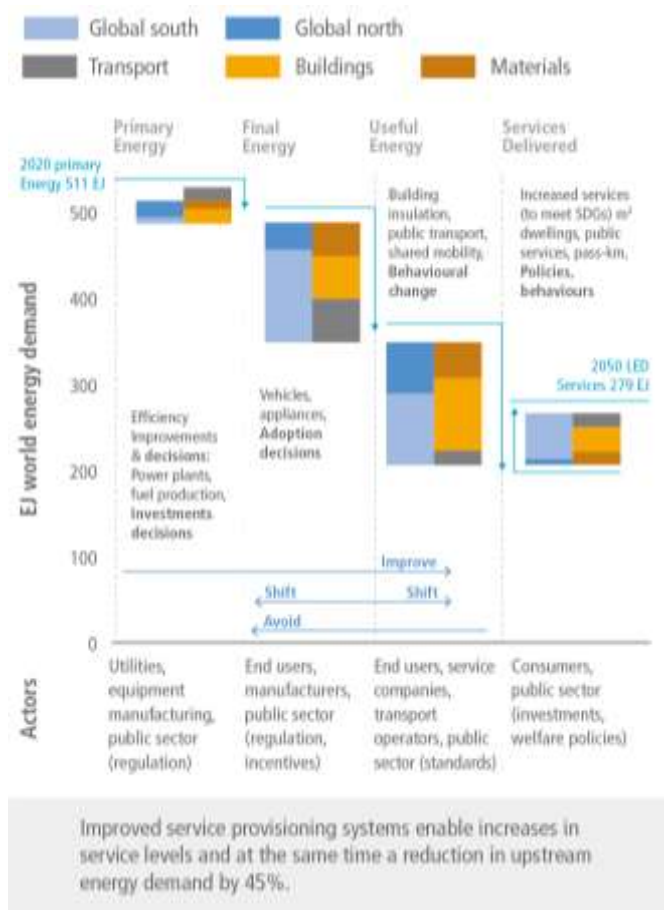 Global south
Global north
Transport
Buildings
Materials
Primary
Energy
Final
Energy
Useful
Energy
Services
Delivered
2020 primary
Energy 511 EJ
EJ world energy demand
500
400
300
200
100
0
Efficiency
Improvements
& decisions:
Power plants,
fuel production,
Investments
decisions
Vehicles,
appliances,
Adoption
decisions
Building
insulation,
public transport,
shared mobility,
Behavioural
change
Increased services
(to meet SDGs) m²
dwellings, public
services, pass-km,
Policies,
behaviours
2050 LED
Services 279 EJ
Improve
Shift
Shift
Avoid
Actors
Utilities,
equipment
manufacturing,
public sector
(regulation)
End users,
manufacturers,
public sector
(regulation,
incentives)
End users, service
companies,
transport
operators, public
sector (standards)
Consumers,
public sector
(investments,
welfare policies)
Improved service provisioning systems enable increases in
service levels and at the same time a reduction in upstream
energy demand by 45%.